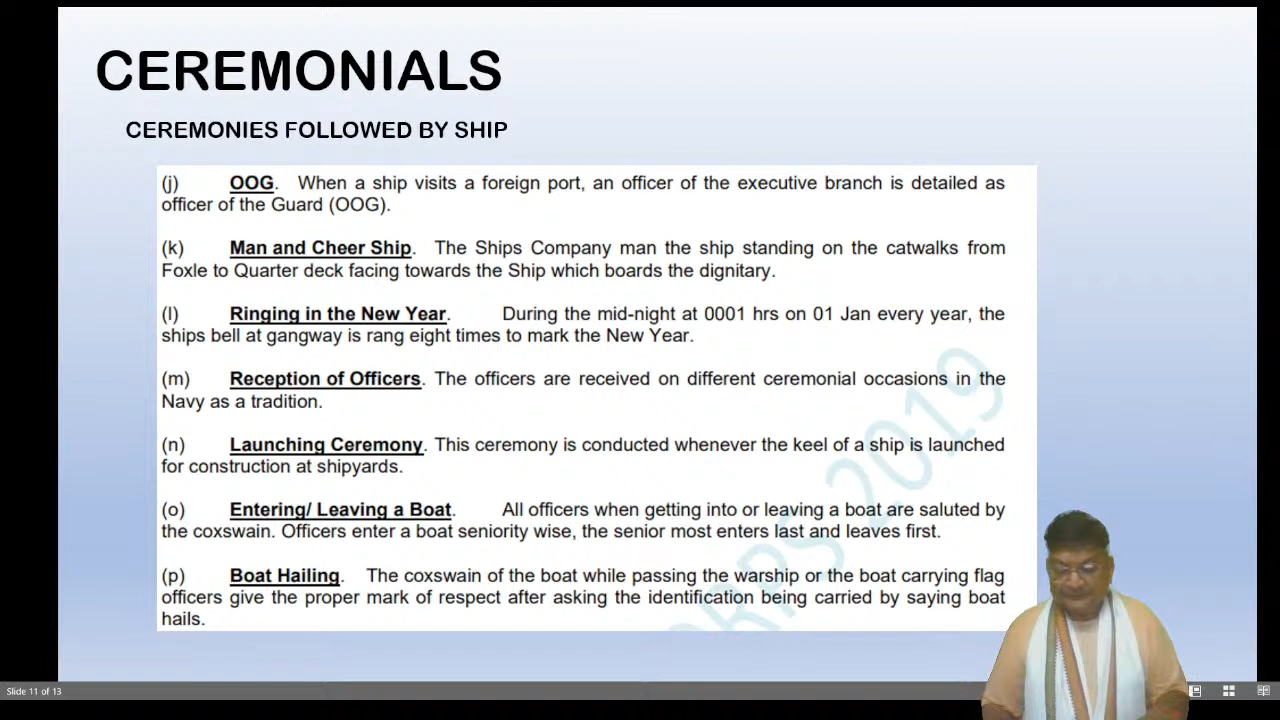 CEREMONIALS
CEREMONIES FOLLOWED BY SHIP
(j) OOG. When a ship visits a foreign port, an officer of the executive branch is detailed as
officer of the Guard (OOG).
(k) Man and Cheer Ship. The Ships Company man the ship standing on the catwalks from
Foxle to Quarter deck facing towards the Ship which boards the dignitary.
(l) Ringing in the New Year. During the mid-night at 0001 hrs on 01 Jan every year, the
ships bell at gangway is rang eight times to mark the New Year.
(m) Reception of Officers. The officers are received on different ceremonial occasions in the
Navy as a tradition.
(n) Launching Ceremony. This ceremony is conducted whenever the keel of a ship is launched
for construction at shipyards.
(o) Entering/ Leaving a Boat. All officers when getting into or leaving a boat are saluted by
the coxswain. Officers enter a boat seniority wise, the senior most enters last and leaves first.
(p) Boat Hailing. The coxswain of the boat while passing the warship or the boat carrying flag
officers give the proper mark of respect after asking the identification being carried by saying boat
hails.
2019
Slide 11 of 13